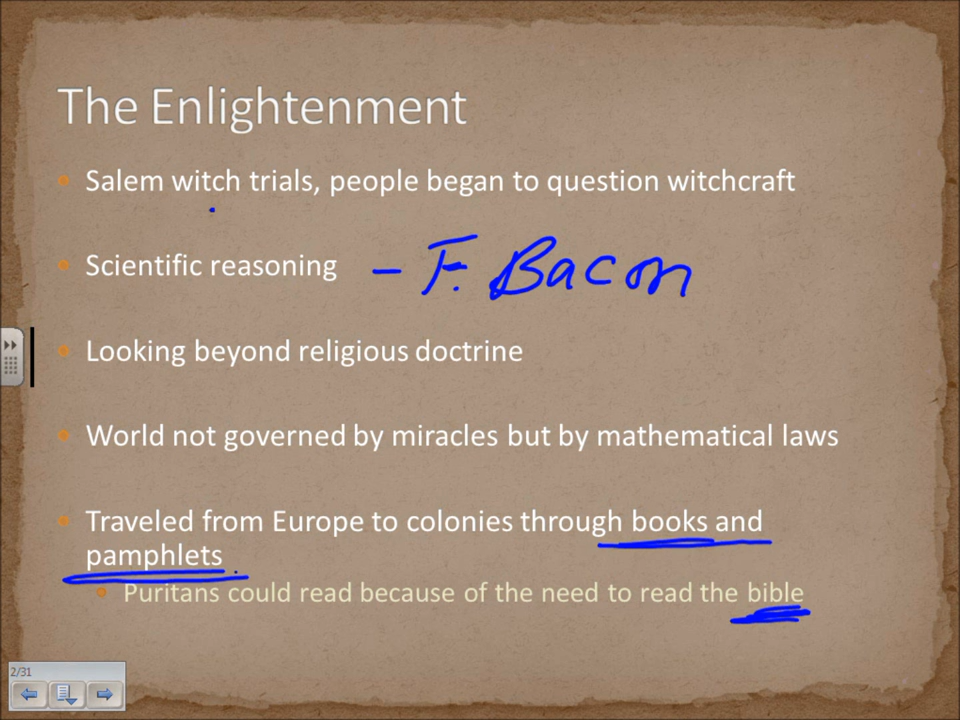 The Enlightenment
Salem witch trials, people began to question witchcraft
Scientific reasoning – F. Bacon
Looking beyond religious doctrine
World not governed by miracles but by mathematical laws
Traveled from Europe to colonies through books and
pamphlets
Puritans could read because of the need to read the bible
2/31